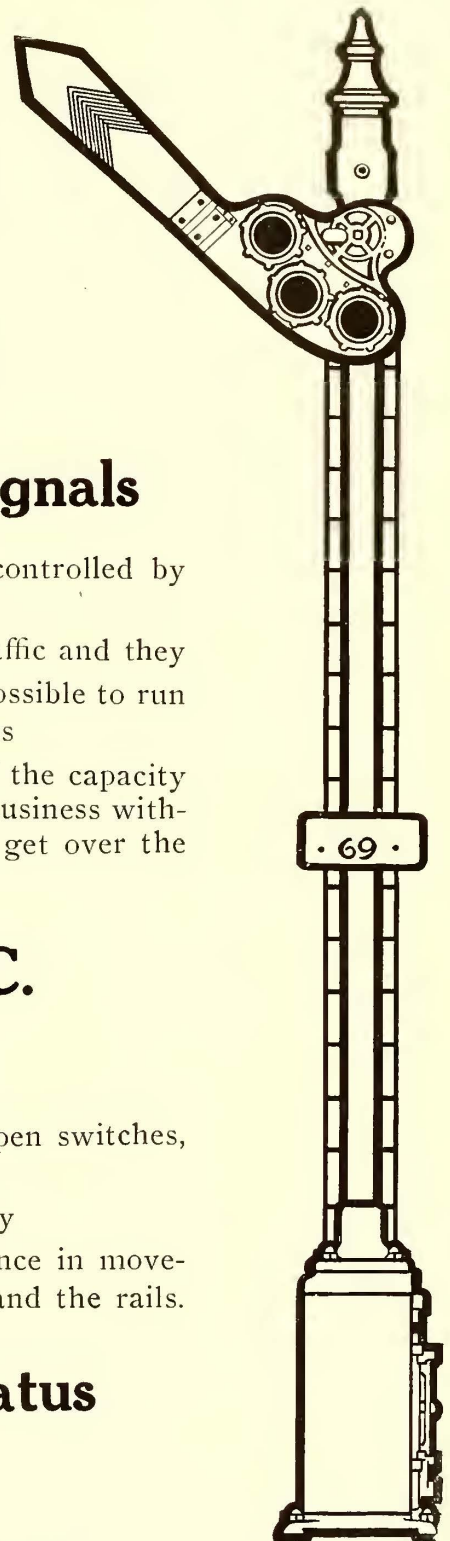 gnals
controlled by
affic and they
ossible to run
s
the capacity
usiness with-
get over the
· 69 ·
C.
pen switches,
y
nce in move-
and the rails.
atus